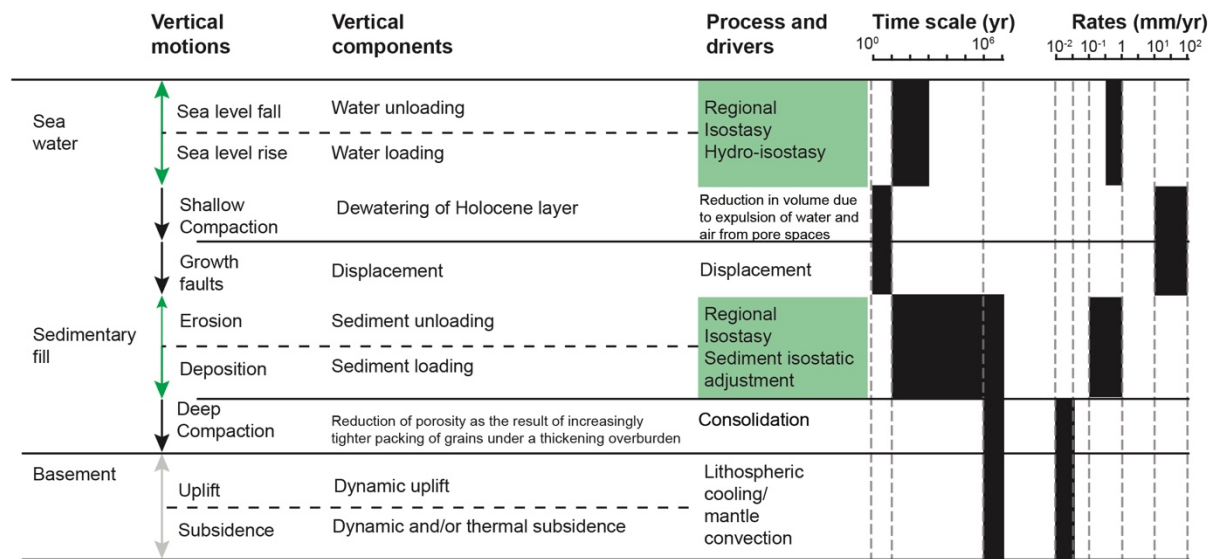 Vertical motions
Vertical components
Process and drivers
Time scale (yr)
10⁰ 10⁶
Rates (mm/yr)
10⁻² 10⁻¹ 1 10¹ 10²
Sea water
Sea level fall
Water unloading
Sea level rise
Water loading
Regional
Isostasy
Hydro-isostasy
Shallow
Compaction
Dewatering of Holocene layer
Reduction in volume due
to expulsion of water and
air from pore spaces
Growth
faults
Displacement
Displacement
Sedimentary
fill
Erosion
Sediment unloading
Deposition
Sediment loading
Regional
Isostasy
Sediment isostatic
adjustment
Deep
Compaction
Reduction of porosity as the result of increasingly
tighter packing of grains under a thickening overburden
Consolidation
Basement
Uplift
Dynamic uplift
Subsidence
Dynamic and/or thermal subsidence
Lithospheric
cooling/
mantle
convection